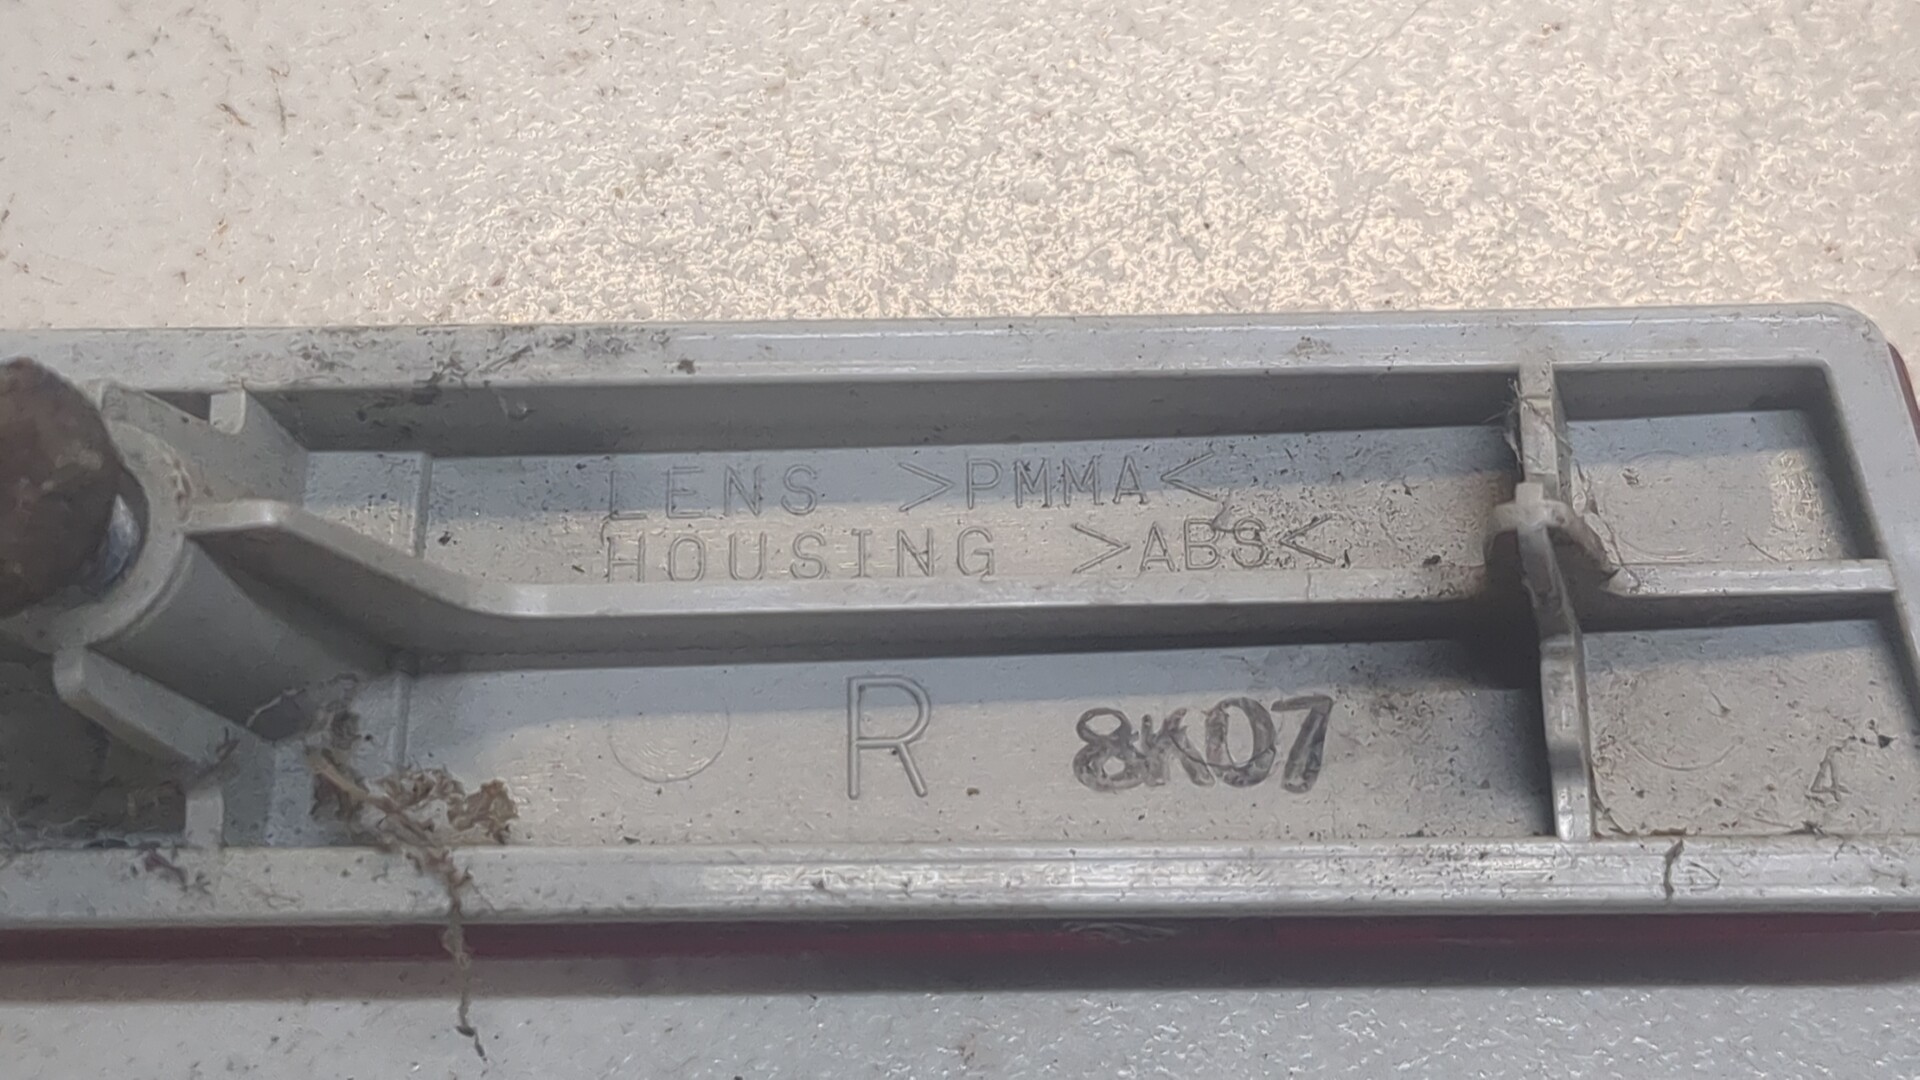 LENS >PMMA<
HOUSING >ABS<
R 8K07
4